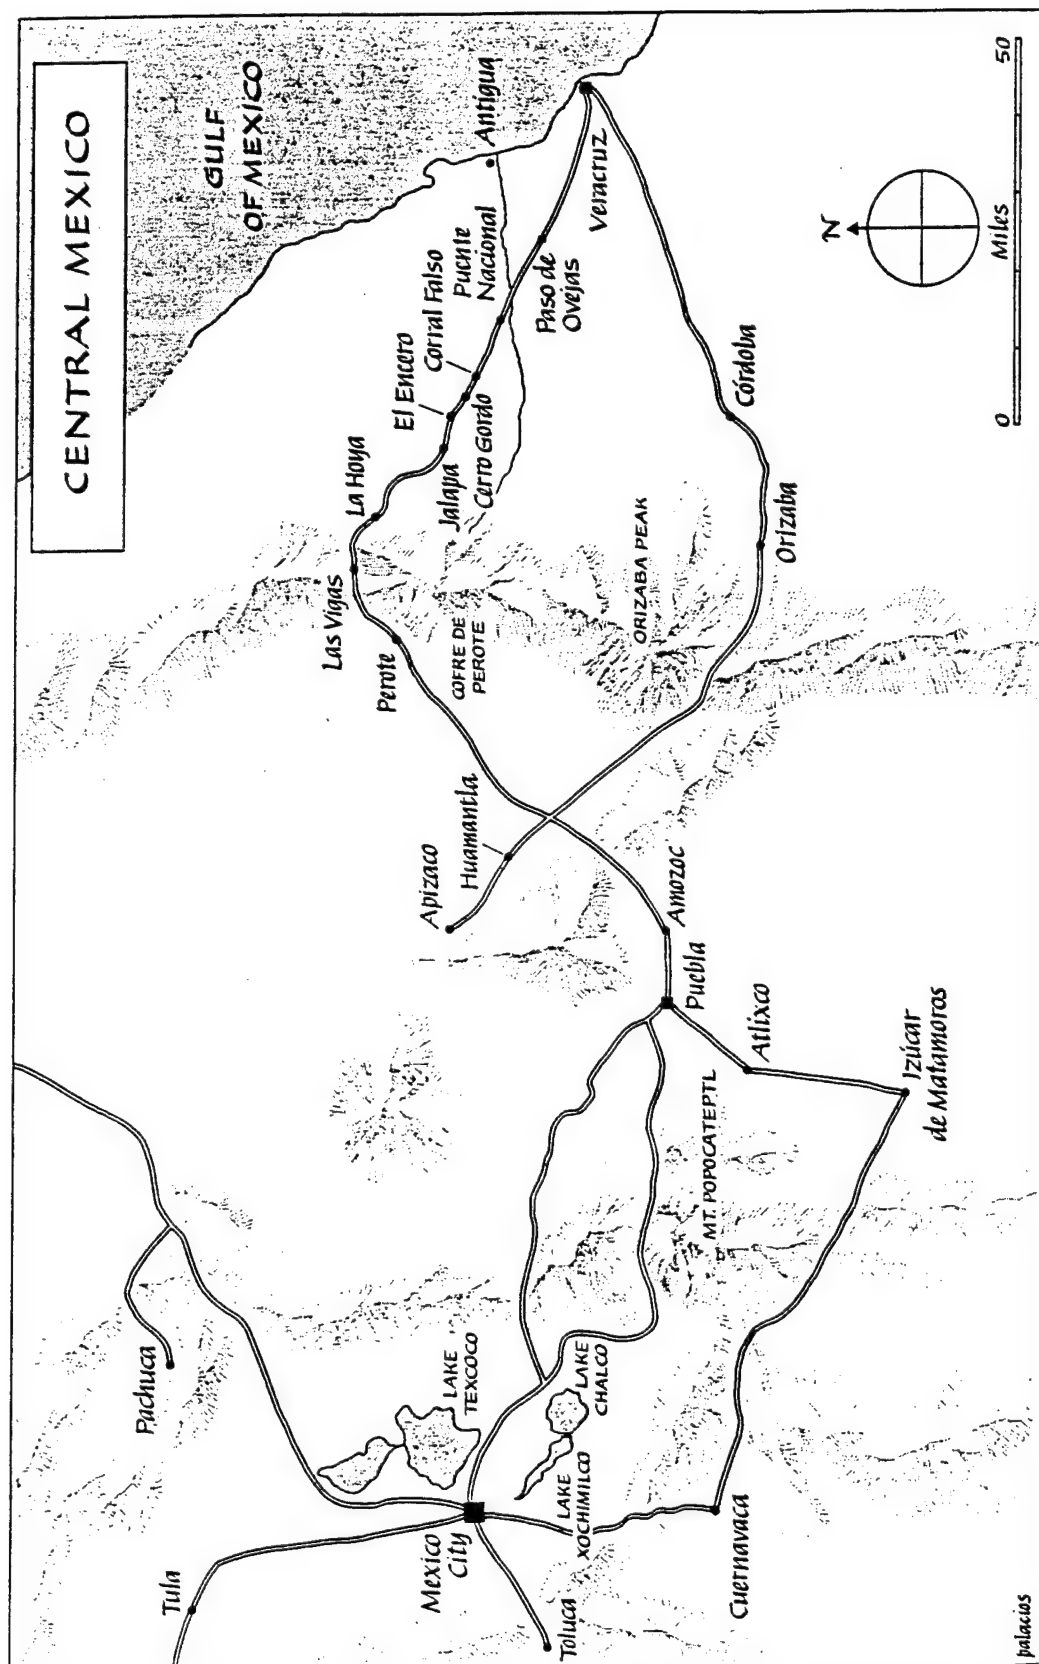 CENTRAL MEXICO
GULF
OF MEXICO
Antigua
Veracruz
Puente
Nacional
Paso de
Ovejas
Corral Falso
El Encero
Cerro Gordo
Jalapa
La Hoya
Las Vigas
Perote
COFRE DE
PEROTE
ORIZABA PEAK
Córdoba
Orizaba
Huamantla
Apizaco
Amozoc
Puebla
Atlixco
Izúcar
de Matamoros
MT. POPOCATEPTL
Pachuca
LAKE
TEXCOCO
LAKE
CHALCO
LAKE
XOCHIMILCO
Mexico
City
Tula
Toluca
Cuernavaca
N
0
50
Miles
palacios